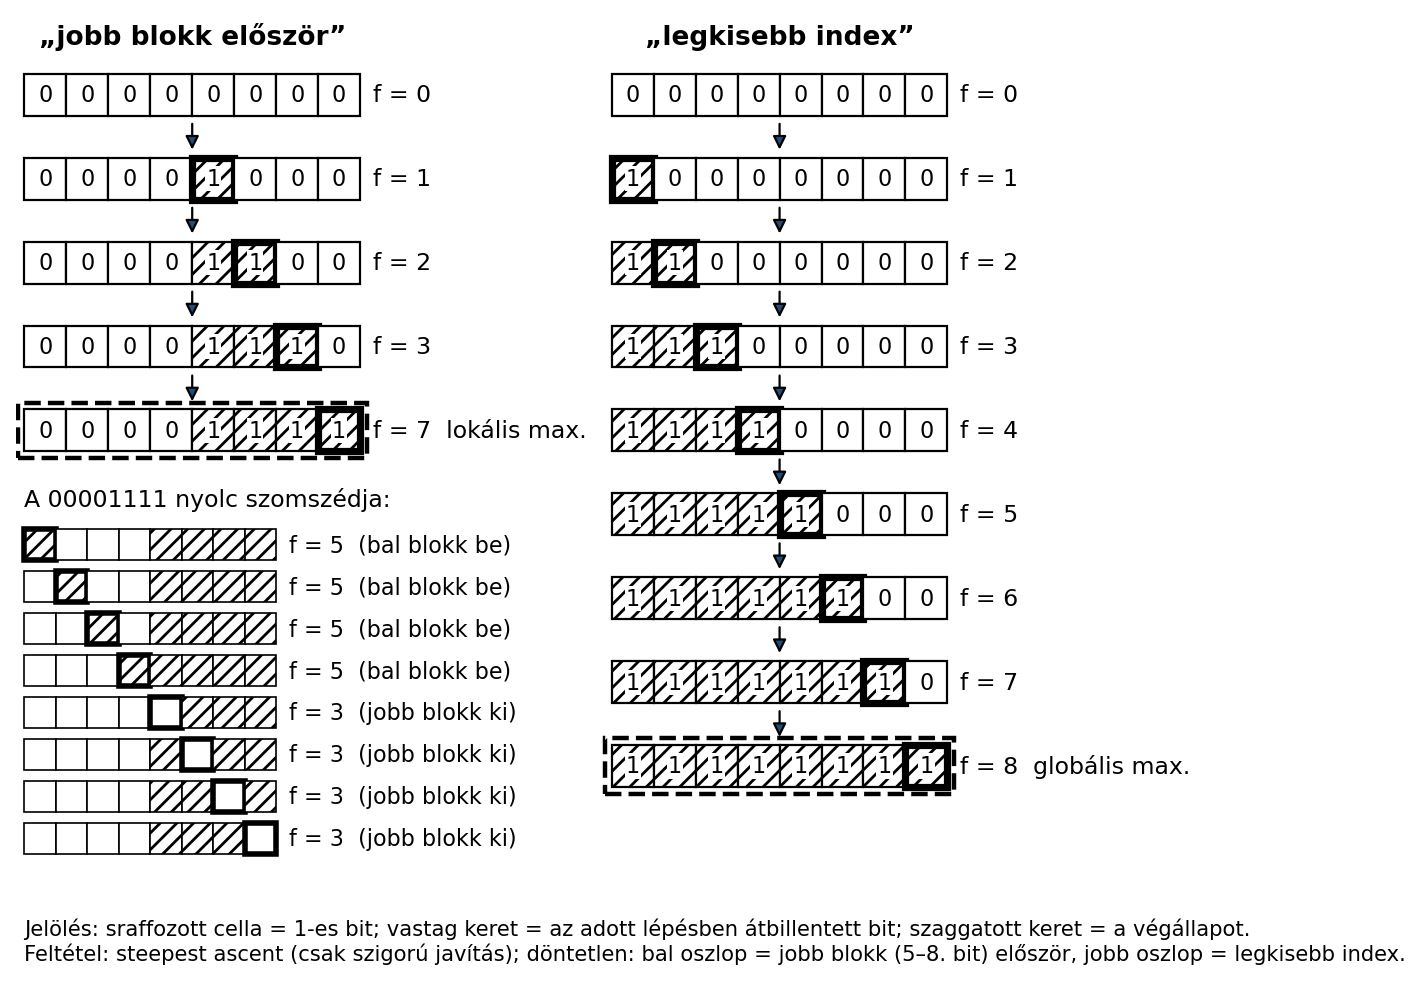 „jobb blokk először”
0 0 0 0 0 0 0 0 f = 0
0 0 0 0 1 0 0 0 f = 1
0 0 0 0 1 1 0 0 f = 2
0 0 0 0 1 1 1 0 f = 3
0 0 0 0 1 1 1 1 f = 7 lokális max.
A 00001111 nyolc szomszédja:
f = 5 (bal blokk be)
f = 5 (bal blokk be)
f = 5 (bal blokk be)
f = 5 (bal blokk be)
f = 3 (jobb blokk ki)
f = 3 (jobb blokk ki)
f = 3 (jobb blokk ki)
f = 3 (jobb blokk ki)
„legkisebb index”
0 0 0 0 0 0 0 0 f = 0
1 0 0 0 0 0 0 0 f = 1
1 1 0 0 0 0 0 0 f = 2
1 1 1 0 0 0 0 0 f = 3
1 1 1 1 0 0 0 0 f = 4
1 1 1 1 1 0 0 0 f = 5
1 1 1 1 1 1 0 0 f = 6
1 1 1 1 1 1 1 0 f = 7
1 1 1 1 1 1 1 1 f = 8 globális max.
Jelölés: sraffozott cella = 1-es bit; vastag keret = az adott lépésben átbillentett bit; szaggatott keret = a végállapot.
Feltétel: steepest ascent (csak szigorú javítás); döntetlen: bal oszlop = jobb blokk (5–8. bit) először, jobb oszlop = legkisebb index.